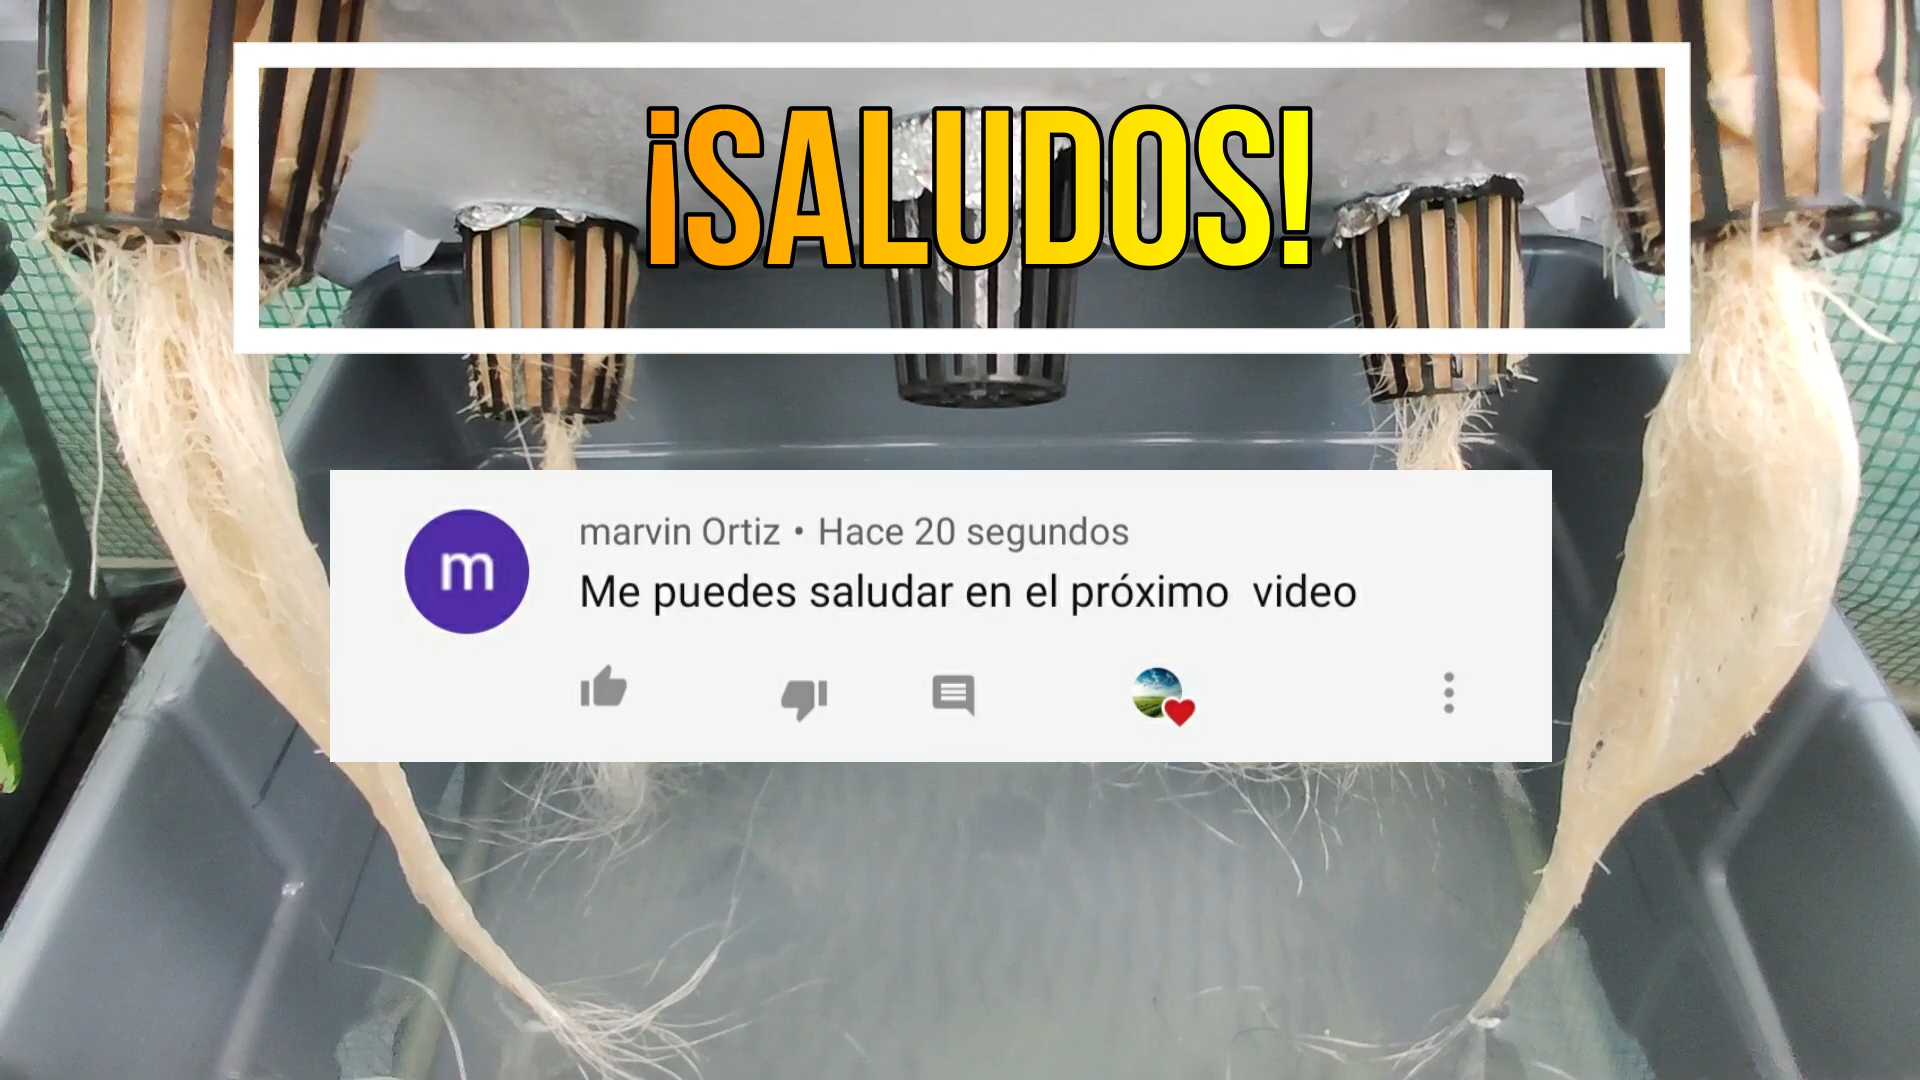 ¡SALUDOS!
m
marvin Ortiz • Hace 20 segundos
Me puedes saludar en el próximo  video